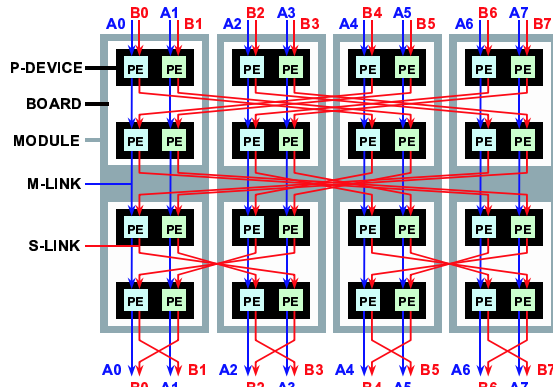 A0 B0 A1 B1 A2 B2 A3 B3 A4 B4 A5 B5 A6 B6 A7 B7
P-DEVICE PE PE PE PE PE PE PE PE
BOARD
MODULE PE PE PE PE PE PE PE PE
M-LINK
S-LINK PE PE PE PE PE PE PE PE
PE PE PE PE PE PE PE PE
A0 B1 A2 B3 A4 B5 A6 B7
B0 A1 B2 A3 B4 A5 B6 A7